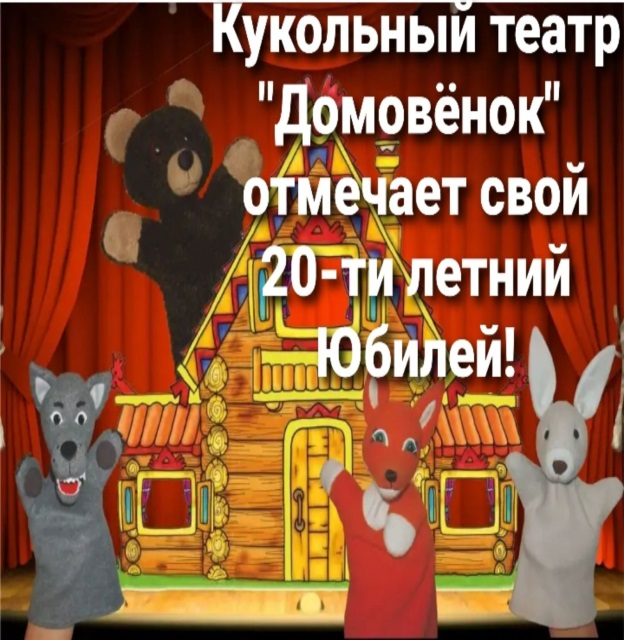 Кукольный театр
"Домовёнок"
отмечает свой
20-ти летний
Юбилей!